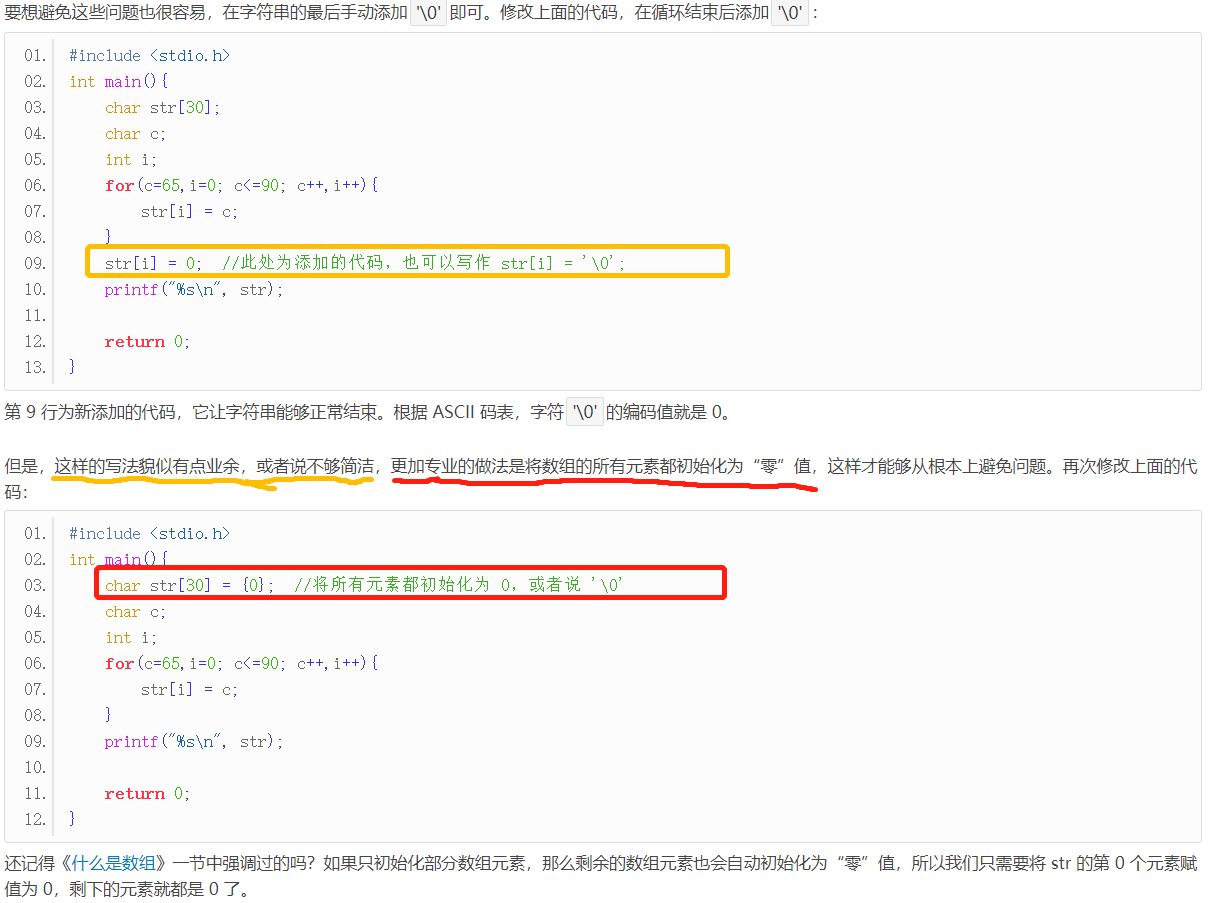 要想避免这些问题也很容易，在字符串的最后手动添加 '\0' 即可。修改上面的代码，在循环结束后添加 '\0'：
01. #include <stdio.h>
02. int main(){
03.     char str[30];
04.     char c;
05.     int i;
06.     for(c=65,i=0; c<=90; c++,i++){
07.         str[i] = c;
08.     }
09.     str[i] = 0;  //此处为添加的代码，也可以写作 str[i] = '\0';
10.     printf("%s\n", str);
11.
12.     return 0;
13. }
第 9 行为新添加的代码，它让字符串能够正常结束。根据 ASCII 码表，字符 '\0' 的编码值就是 0。
但是，这样的写法貌似有点业余，或者说不够简洁，更加专业的做法是将数组的所有元素都初始化为“零”值，这样才能够从根本上避免问题。再次修改上面的代
码：
01. #include <stdio.h>
02. int main(){
03.     char str[30] = {0};  //将所有元素都初始化为 0，或者说 '\0'
04.     char c;
05.     int i;
06.     for(c=65,i=0; c<=90; c++,i++){
07.         str[i] = c;
08.     }
09.     printf("%s\n", str);
10.
11.     return 0;
12. }
还记得《什么是数组》一节中强调过的吗？如果只初始化部分数组元素，那么剩余的数组元素也会自动初始化为“零”值，所以我们只需要将 str 的第 0 个元素赋
值为 0，剩下的元素就都是 0 了。